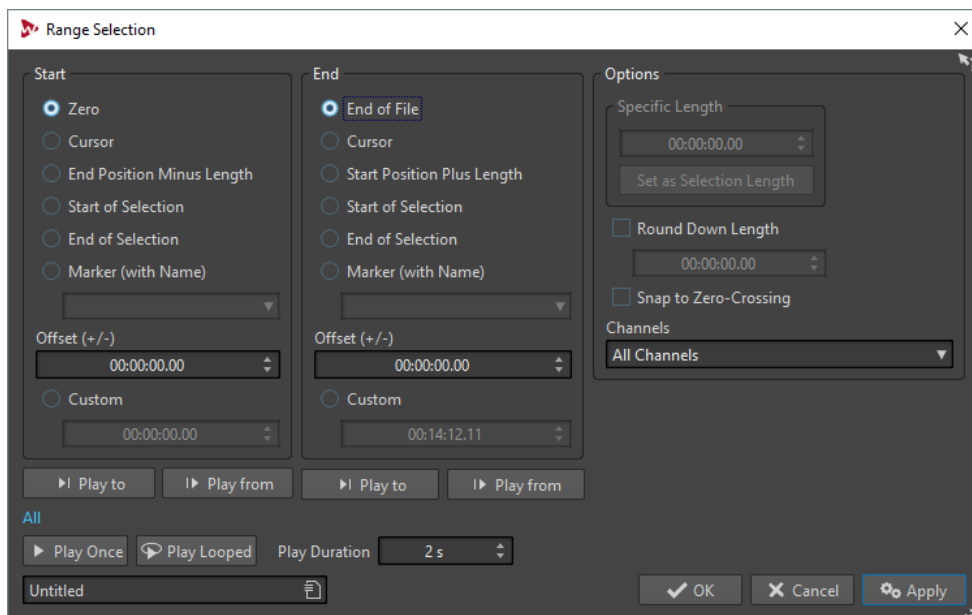 Range Selection
Start
Zero
Cursor
End Position Minus Length
Start of Selection
End of Selection
Marker (with Name)
Offset (+/-)
00:00:00.00
Custom
00:00:00.00
Play to
Play from
End
End of File
Cursor
Start Position Plus Length
Start of Selection
End of Selection
Marker (with Name)
Offset (+/-)
00:00:00.00
Custom
00:14:12.11
Play to
Play from
Options
Specific Length
00:00:00.00
Set as Selection Length
Round Down Length
00:00:00.00
Snap to Zero-Crossing
Channels
All Channels
All
Play Once
Play Looped
Play Duration
2 s
Untitled
OK
Cancel
Apply